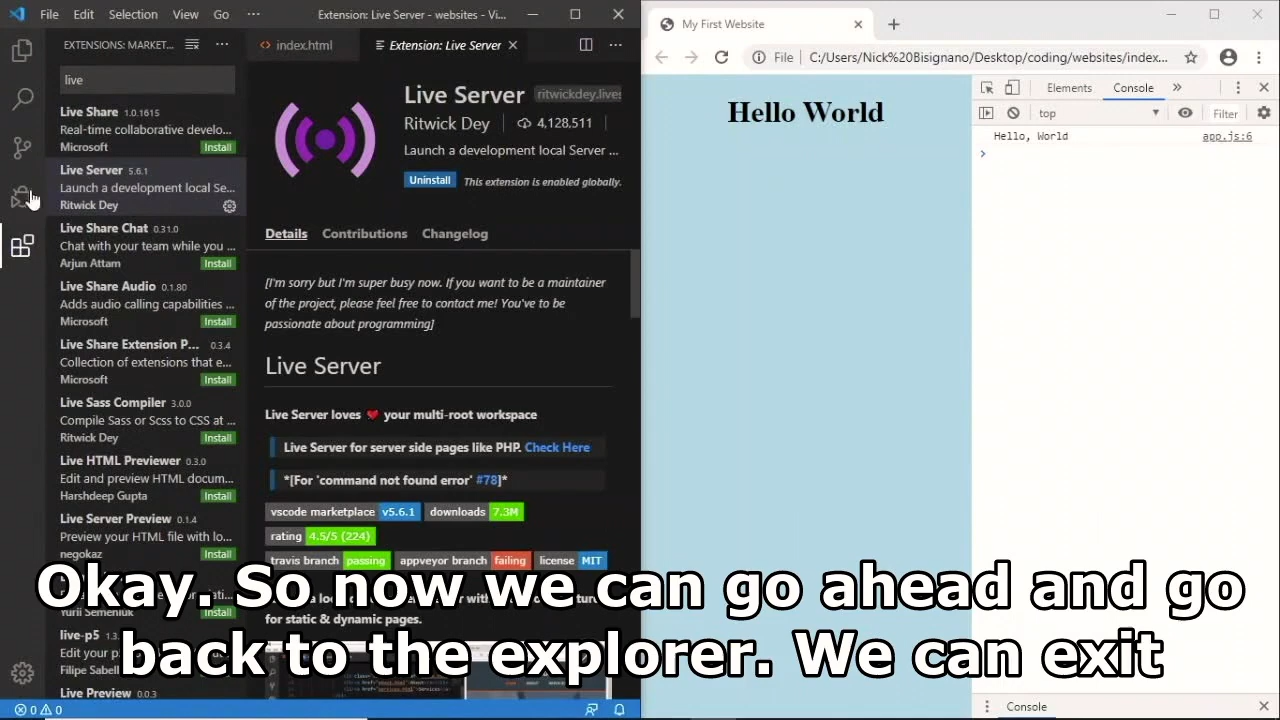 File Edit Selection View Go ··· Extension: Live Server - websites - Vi...
EXTENSIONS: MARKET... ···
live
Live Share 1.0.1615
Real-time collaborative develo...
Microsoft Install
Live Server 5.6.1
Launch a development local Se...
Ritwick Dey
Live Share Chat 0.31.0
Chat with your team while you ...
Arjun Attam Install
Live Share Audio 0.1.80
Adds audio calling capabilities ...
Microsoft Install
Live Share Extension P... 0.3.4
Collection of extensions that e...
Microsoft Install
Live Sass Compiler 3.0.0
Compile Sass or Scss to CSS at ...
Ritwick Dey Install
Live HTML Previewer 0.3.0
Edit and preview HTML docum...
Harshdeep Gupta Install
Live Server Preview 0.1.4
Preview your HTML file with lo...
negokaz Install
Yurii Semeniuk Install
live-p5 1.3.
Edit your p
Filipe Sabell
Live Preview 0.0.3
index.html Extension: Live Server ···
Live Server ritwickdey.lives
Ritwick Dey 4,128,511
Launch a development local Server ...
Uninstall This extension is enabled globally.
Details Contributions Changelog
[I'm sorry but I'm super busy now. If you want to be a maintainer
of the project, please feel free to contact me! You've to be
passionate about programming]
Live Server
Live Server loves ❤ your multi-root workspace
Live Server for server side pages like PHP. Check Here
*[For 'command not found error' #78]*
vscode marketplace v5.6.1 downloads 7.3M
rating 4.5/5 (224)
travis branch passing appveyor branch failing license MIT
for static & dynamic pages.
0 0
My First Website
File C:/Users/Nick%20Bisignano/Desktop/coding/websites/index...
Hello World
Elements Console »
top Filter
Hello, World app.js:6
Console
Okay. So now we can go ahead and go
back to the explorer. We can exit